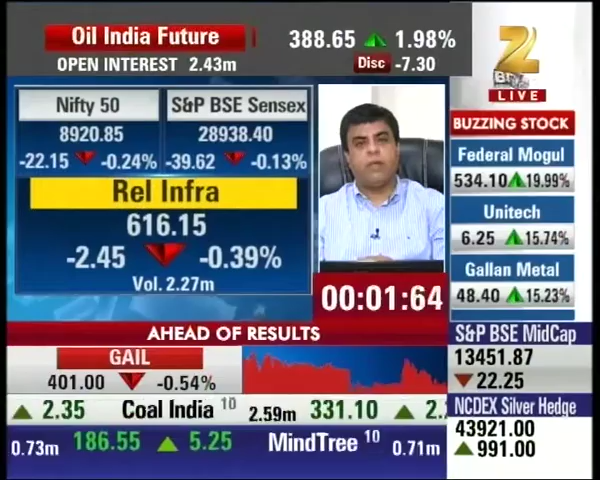 Oil India Future
388.65 1.98%
OPEN INTEREST 2.43m
Disc -7.30
Z
LIVE
Nifty 50
8920.85
-22.15 -0.24%
S&P BSE Sensex
28938.40
-39.62 -0.13%
Rel Infra
616.15
-2.45 -0.39%
Vol. 2.27m
00:01:64
BUZZING STOCK
Federal Mogul
534.10 19.99%
Unitech
6.25 15.74%
Gallan Metal
48.40 15.23%
AHEAD OF RESULTS
GAIL
401.00 -0.54%
S&P BSE MidCap
13451.87
22.25
NCDEX Silver Hedge
43921.00
991.00
2.35 Coal India 10 2.59m 331.10
0.73m 186.55 5.25 MindTree 10 0.71m